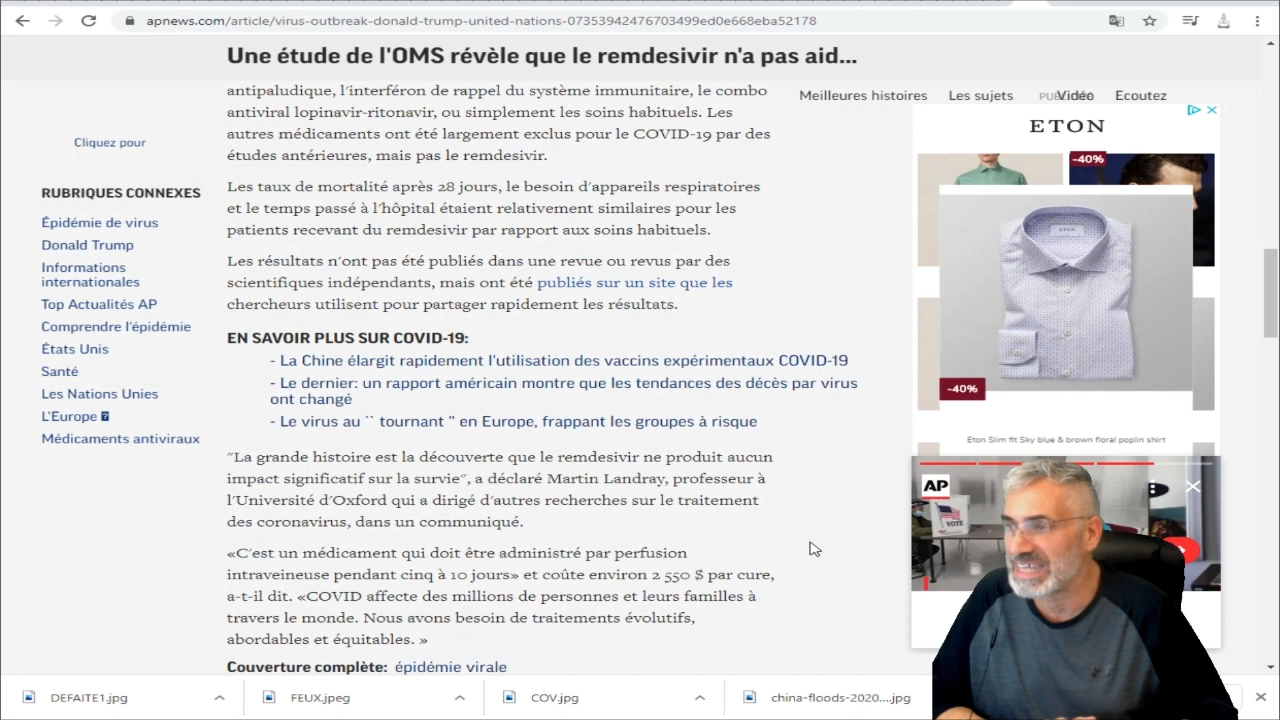 apnews.com/article/virus-outbreak-donald-trump-united-nations-07353942476703499ed0e668eba52178
Une étude de l'OMS révèle que le remdesivir n'a pas aid...
Meilleures histoires Les sujets Vidéo Ecoutez
antipaludique, l'interféron de rappel du système immunitaire, le combo
antiviral lopinavir-ritonavir, ou simplement les soins habituels. Les
autres médicaments ont été largement exclus pour le COVID-19 par des
études antérieures, mais pas le remdesivir.
Les taux de mortalité après 28 jours, le besoin d'appareils respiratoires
et le temps passé à l'hôpital étaient relativement similaires pour les
patients recevant du remdesivir par rapport aux soins habituels.
Les résultats n'ont pas été publiés dans une revue ou revus par des
scientifiques indépendants, mais ont été publiés sur un site que les
chercheurs utilisent pour partager rapidement les résultats.
EN SAVOIR PLUS SUR COVID-19:
- La Chine élargit rapidement l'utilisation des vaccins expérimentaux COVID-19
- Le dernier: un rapport américain montre que les tendances des décès par virus
ont changé
- Le virus au `` tournant '' en Europe, frappant les groupes à risque
"La grande histoire est la découverte que le remdesivir ne produit aucun
impact significatif sur la survie", a déclaré Martin Landray, professeur à
l'Université d'Oxford qui a dirigé d'autres recherches sur le traitement
des coronavirus, dans un communiqué.
«C'est un médicament qui doit être administré par perfusion
intraveineuse pendant cinq à 10 jours» et coûte environ 2 550 $ par cure,
a-t-il dit. «COVID affecte des millions de personnes et leurs familles à
travers le monde. Nous avons besoin de traitements évolutifs,
abordables et équitables. »
Couverture complète: épidémie virale
Cliquez pour
RUBRIQUES CONNEXES
Épidémie de virus
Donald Trump
Informations
internationales
Top Actualités AP
Comprendre l'épidémie
États Unis
Santé
Les Nations Unies
L'Europe
Médicaments antiviraux
ETON
-40%
ETON
-40%
Eton Slim fit Sky blue & brown floral poplin shirt
AP
VOTE
DEFAITE1.jpg
FEUX.jpeg
COV.jpg
china-floods-2020....jpg